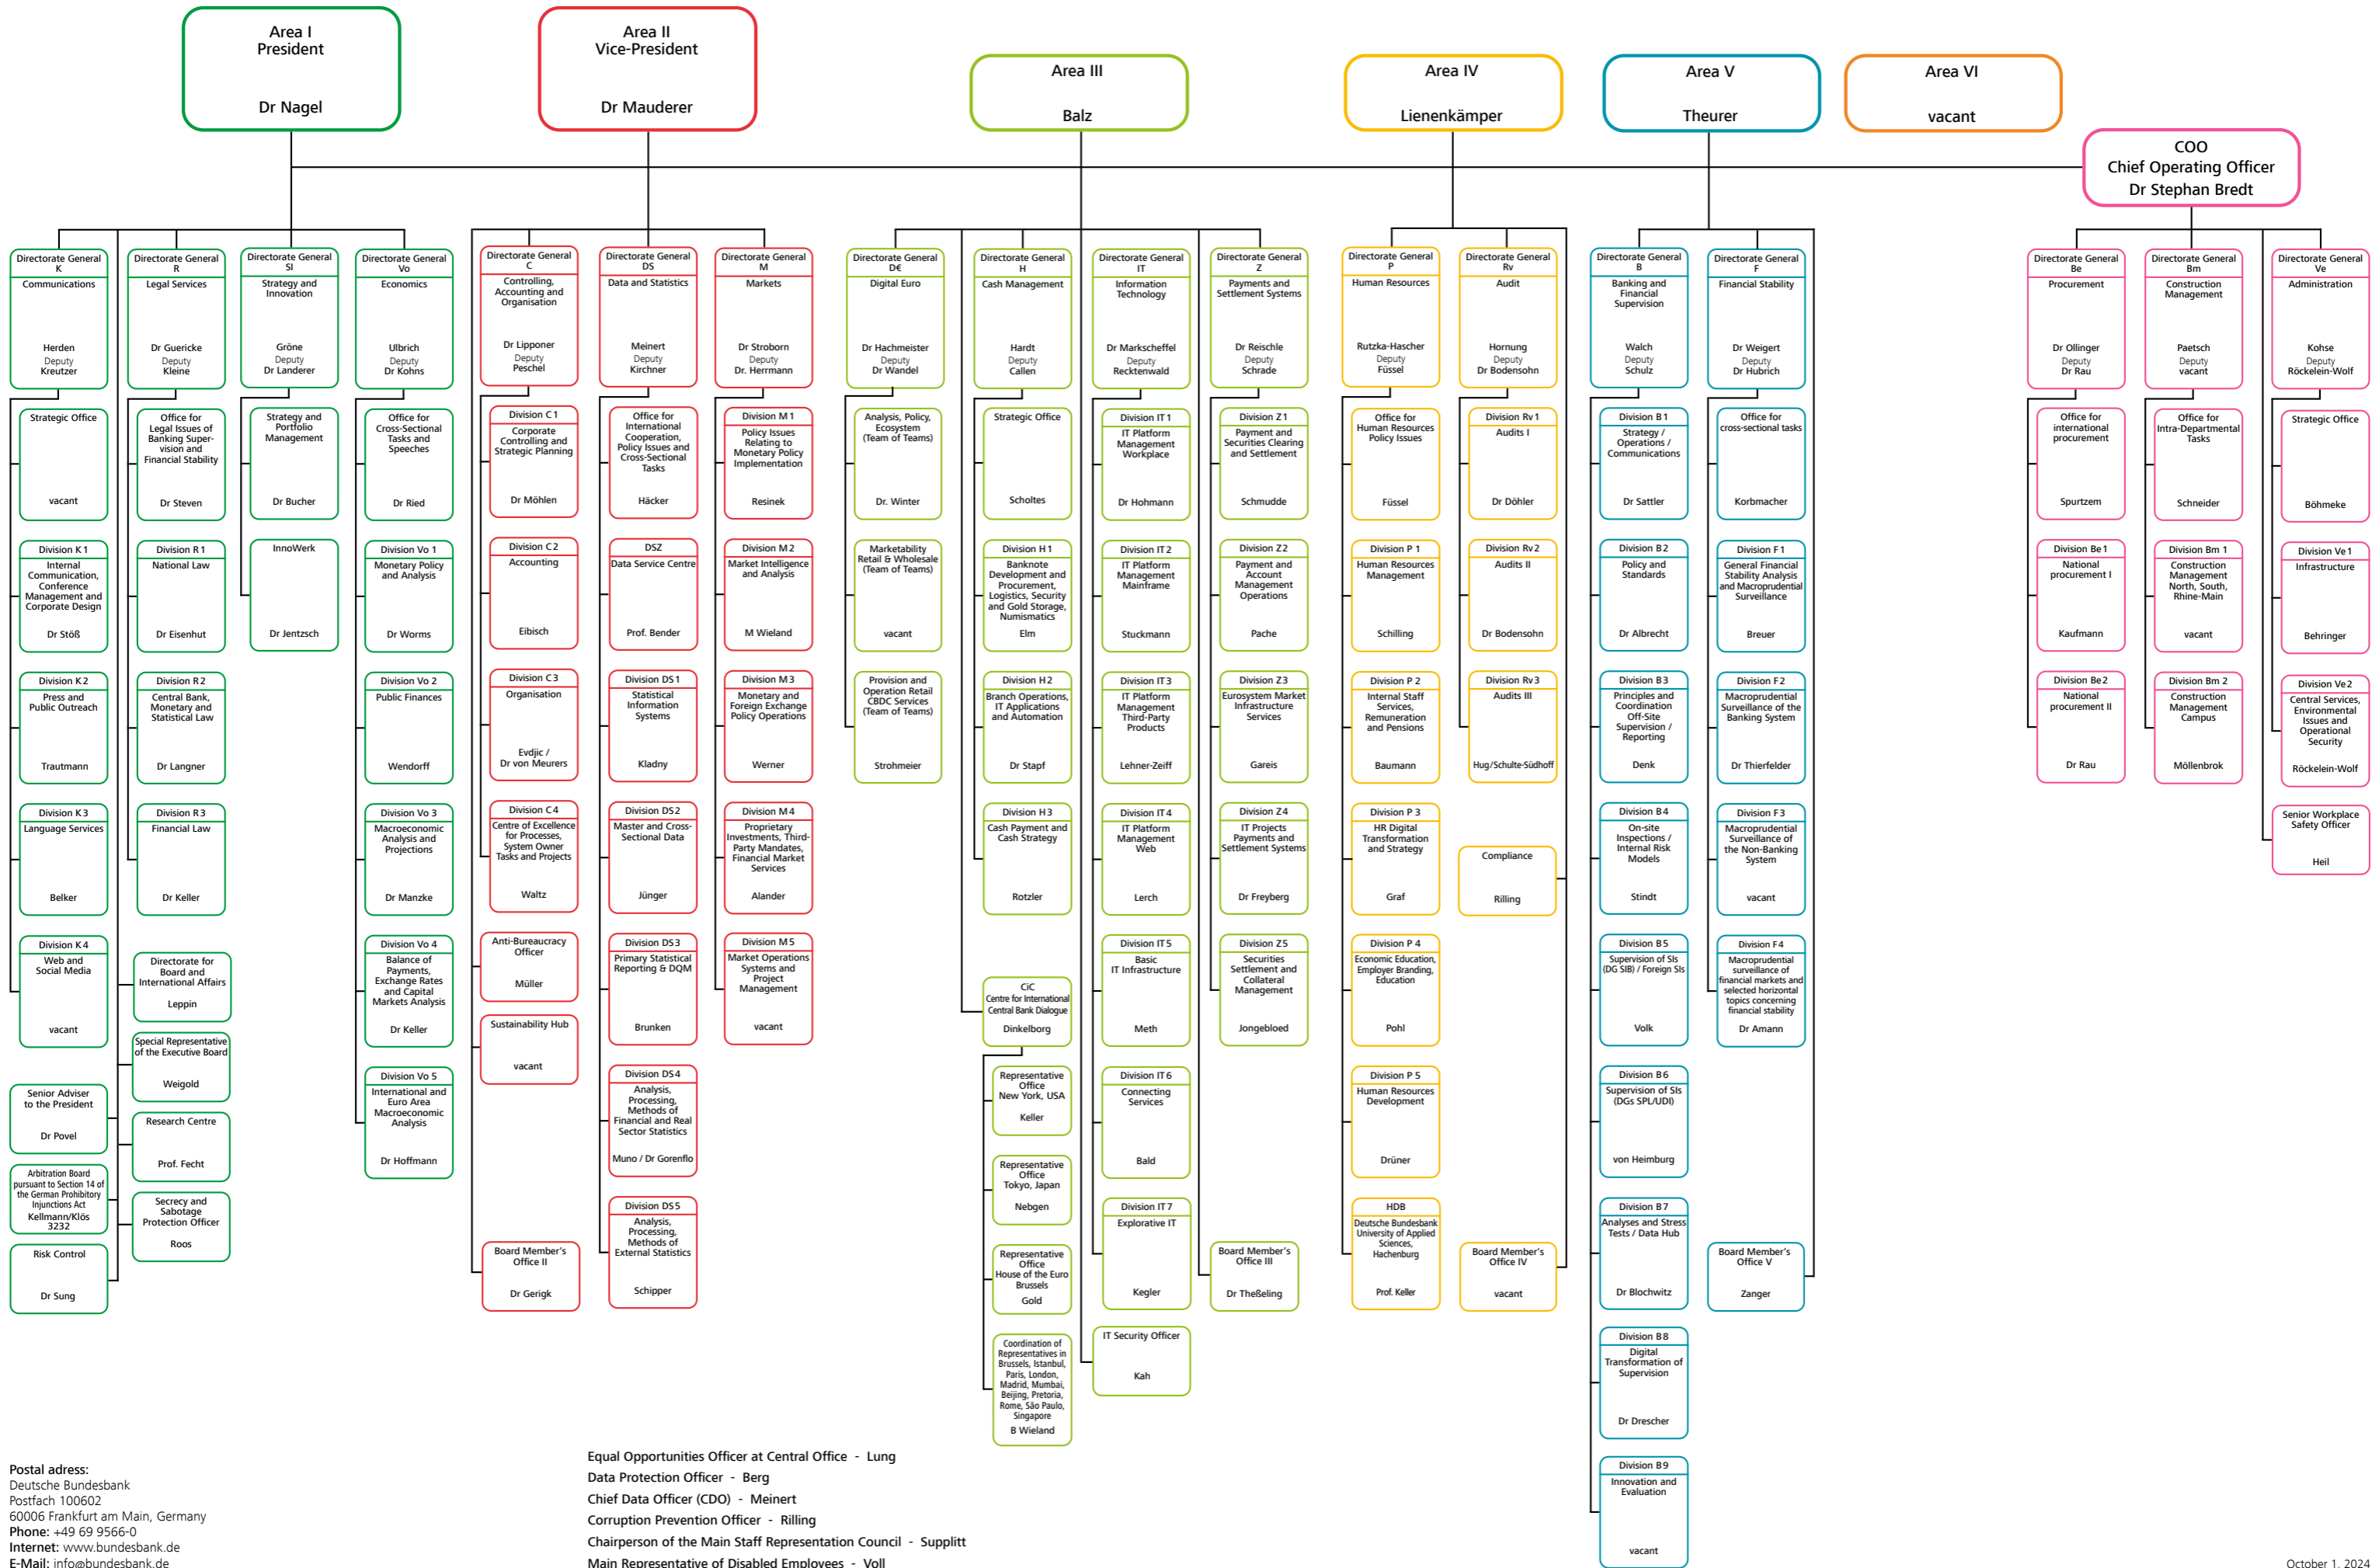 Area I
President
Dr Nagel
Area II
Vice-President
Dr Mauderer
Area III
Balz
Area IV
Lienenkämper
Area V
Theurer
Area VI
vacant
COO
Chief Operating Officer
Dr Stephan Bredt
Directorate General
K
Communications
Herden
Deputy
Kreutzer
Strategic Office
vacant
Division K 1
Internal
Communication,
Conference
Management and
Corporate Design
Dr Stöß
Division K 2
Press and
Public Outreach
Trautmann
Division K 3
Language Services
Belker
Division K 4
Web and
Social Media
vacant
Senior Adviser
to the President
Dr Povel
Arbitration Board
pursuant to Section 14 of
the German Prohibitory
Injunctions Act
Kellmann/Klös
3232
Risk Control
Dr Sung
Directorate General
R
Legal Services
Dr Guericke
Deputy
Kleine
Office for
Legal Issues of
Banking Super-
vision and
Financial Stability
Dr Steven
Division R 1
National Law
Dr Eisenhut
Division R 2
Central Bank,
Monetary and
Statistical Law
Dr Langner
Division R 3
Financial Law
Dr Keller
Directorate for
Board and
International Affairs
Leppin
Special Representative
of the Executive Board
Weigold
Research Centre
Prof. Fecht
Secrecy and
Sabotage
Protection Officer
Roos
Directorate General
SI
Strategy and
Innovation
Gröne
Deputy
Dr Landerer
Strategy and
Portfolio
Management
Dr Bucher
InnoWerk
Dr Jentzsch
Directorate General
Vo
Economics
Ulbrich
Deputy
Dr Kohns
Office for
Cross-Sectional
Tasks and
Speeches
Dr Ried
Division Vo 1
Monetary Policy
and Analysis
Dr Worms
Division Vo 2
Public Finances
Wendorff
Division Vo 3
Macroeconomic
Analysis and
Projections
Dr Manzke
Division Vo 4
Balance of
Payments,
Exchange Rates
and Capital
Markets Analysis
Dr Keller
Division Vo 5
International and
Euro Area
Macroeconomic
Analysis
Dr Hoffmann
Directorate General
C
Controlling,
Accounting and
Organisation
Dr Lipponer
Deputy
Peschel
Division C 1
Corporate
Controlling and
Strategic Planning
Dr Möhlen
Division C 2
Accounting
Eibisch
Division C 3
Organisation
Evdjic /
Dr von Meurers
Division C 4
Centre of Excellence
for Processes,
System Owner
Tasks and Projects
Waltz
Anti-Bureaucracy
Officer
Müller
Sustainability Hub
vacant
Board Member's
Office II
Dr Gerigk
Directorate General
DS
Data and Statistics
Meinert
Deputy
Kirchner
Office for
International
Cooperation,
Policy Issues and
Cross-Sectional
Tasks
Häcker
DSZ
Data Service Centre
Prof. Bender
Division DS 1
Statistical
Information
Systems
Kladny
Division DS 2
Master and Cross-
Sectional Data
Jünger
Division DS 3
Primary Statistical
Reporting & DQM
Brunken
Division DS 4
Analysis,
Processing,
Methods of
Financial and Real
Sector Statistics
Muno / Dr Gorenflo
Division DS 5
Analysis,
Processing,
Methods of
External Statistics
Schipper
Directorate General
M
Markets
Dr Stroborn
Deputy
Dr. Herrmann
Division M 1
Policy Issues
Relating to
Monetary Policy
Implementation
Resinek
Division M 2
Market Intelligence
and Analysis
M Wieland
Division M 3
Monetary and
Foreign Exchange
Policy Operations
Werner
Division M 4
Proprietary
Investments, Third-
Party Mandates,
Financial Market
Services
Alander
Division M 5
Market Operations
Systems and
Project
Management
vacant
Directorate General
D€
Digital Euro
Dr Hachmeister
Deputy
Dr Wandel
Analysis, Policy,
Ecosystem
(Team of Teams)
Dr. Winter
Marketability
Retail & Wholesale
(Team of Teams)
vacant
Provision and
Operation Retail
CBDC Services
(Team of Teams)
Strohmeier
Directorate General
H
Cash Management
Hardt
Deputy
Callen
Strategic Office
Scholtes
Division H 1
Banknote
Development and
Procurement,
Logistics, Security
and Gold Storage,
Numismatics
Elm
Division H 2
Branch Operations,
IT Applications
and Automation
Dr Stapf
Division H 3
Cash Payment and
Cash Strategy
Rotzler
CiC
Centre for International
Central Bank Dialogue
Dinkelborg
Representative
Office
New York, USA
Keller
Representative
Office
Tokyo, Japan
Nebgen
Representative
Office
House of the Euro
Brussels
Gold
Coordination of
Representatives in
Brussels, Istanbul,
Paris, London,
Madrid, Mumbai,
Beijing, Pretoria,
Rome, São Paulo,
Singapore
B Wieland
Directorate General
IT
Information
Technology
Dr Markscheffel
Deputy
Recktenwald
Division IT 1
IT Platform
Management
Workplace
Dr Hohmann
Division IT 2
IT Platform
Management
Mainframe
Stuckmann
Division IT 3
IT Platform
Management
Third-Party
Products
Lehner-Zeiff
Division IT 4
IT Platform
Management
Web
Lerch
Division IT 5
Basic
IT Infrastructure
Meth
Division IT 6
Connecting
Services
Bald
Division IT 7
Explorative IT
Kegler
IT Security Officer
Kah
Directorate General
Z
Payments and
Settlement Systems
Dr Reischle
Deputy
Schrade
Division Z 1
Payment and
Securities Clearing
and Settlement
Schmudde
Division Z 2
Payment and
Account
Management
Operations
Pache
Division Z 3
Eurosystem Market
Infrastructure
Services
Gareis
Division Z 4
IT Projects
Payments and
Settlement Systems
Dr Freyberg
Division Z 5
Securities
Settlement and
Collateral
Management
Jongebloed
Board Member's
Office III
Dr Theßeling
Directorate General
P
Human Resources
Rutzka-Hascher
Deputy
Füssel
Office for
Human Resources
Policy Issues
Füssel
Division P 1
Human Resources
Management
Schilling
Division P 2
Internal Staff
Services,
Remuneration
and Pensions
Baumann
Division P 3
HR Digital
Transformation
and Strategy
Graf
Division P 4
Economic Education,
Employer Branding,
Education
Pohl
Division P 5
Human Resources
Development
Drüner
HDB
Deutsche Bundesbank
University of Applied
Sciences,
Hachenburg
Prof. Keller
Directorate General
Rv
Audit
Hornung
Deputy
Dr Bodensohn
Division Rv 1
Audits I
Dr Döhler
Division Rv 2
Audits II
Dr Bodensohn
Division Rv 3
Audits III
Hug/Schulte-Südhoff
Compliance
Rilling
Board Member's
Office IV
vacant
Directorate General
B
Banking and
Financial
Supervision
Walch
Deputy
Schulz
Division B 1
Strategy /
Operations /
Communications
Dr Sattler
Division B 2
Policy and
Standards
Dr Albrecht
Division B 3
Principles and
Coordination
Off-Site
Supervision /
Reporting
Denk
Division B 4
On-site
Inspections /
Internal Risk
Models
Stindt
Division B 5
Supervision of SIs
(DG SIB) / Foreign SIs
Volk
Division B 6
Supervision of SIs
(DGs SPL/UDI)
von Heimburg
Division B 7
Analyses and Stress
Tests / Data Hub
Dr Blochwitz
Division B 8
Digital
Transformation of
Supervision
Dr Drescher
Division B 9
Innovation and
Evaluation
vacant
Directorate General
F
Financial Stability
Dr Weigert
Deputy
Dr Hubrich
Office for
cross-sectional tasks
Korbmacher
Division F 1
General Financial
Stability Analysis
and Macroprudential
Surveillance
Breuer
Division F 2
Macroprudential
Surveillance of the
Banking System
Dr Thierfelder
Division F 3
Macroprudential
Surveillance of
the Non-Banking
System
vacant
Division F4
Macroprudential
surveillance of
financial markets and
selected horizontal
topics concerning
financial stability
Dr Amann
Board Member's
Office V
Zanger
Directorate General
Be
Procurement
Dr Ollinger
Deputy
Dr Rau
Office for
international
procurement
Spurtzem
Division Be 1
National
procurement I
Kaufmann
Division Be 2
National
procurement II
Dr Rau
Directorate General
Bm
Construction
Management
Paetsch
Deputy
vacant
Office for
Intra-Departmental
Tasks
Schneider
Division Bm 1
Construction
Management
North, South,
Rhine-Main
vacant
Division Bm 2
Construction
Management
Campus
Möllenbrok
Directorate General
Ve
Administration
Kohse
Deputy
Röckelein-Wolf
Strategic Office
Böhmeke
Division Ve 1
Infrastructure
Behringer
Division Ve 2
Central Services,
Environmental
Issues and
Operational
Security
Röckelein-Wolf
Senior Workplace
Safety Officer
Heil
Postal adress:
Deutsche Bundesbank
Postfach 100602
60006 Frankfurt am Main, Germany
Phone: +49 69 9566-0
Internet: www.bundesbank.de
E-Mail: info@bundesbank.de
Equal Opportunities Officer at Central Office - Lung
Data Protection Officer - Berg
Chief Data Officer (CDO) - Meinert
Corruption Prevention Officer - Rilling
Chairperson of the Main Staff Representation Council - Supplitt
Main Representative of Disabled Employees - Voll
October 1, 2024